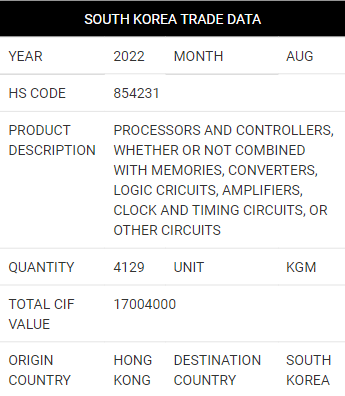 SOUTH KOREA TRADE DATA
YEAR 2022 MONTH AUG
HS CODE 854231
PRODUCT PROCESSORS AND CONTROLLERS,
DESCRIPTION WHETHER OR NOT COMBINED
WITH MEMORIES, CONVERTERS,
LOGIC CRICUITS, AMPLIFIERS,
CLOCK AND TIMING CIRCUITS, OR
OTHER CIRCUITS
QUANTITY 4129 UNIT KGM
TOTAL CIF 17004000
VALUE
ORIGIN HONG DESTINATION SOUTH
COUNTRY KONG COUNTRY KOREA